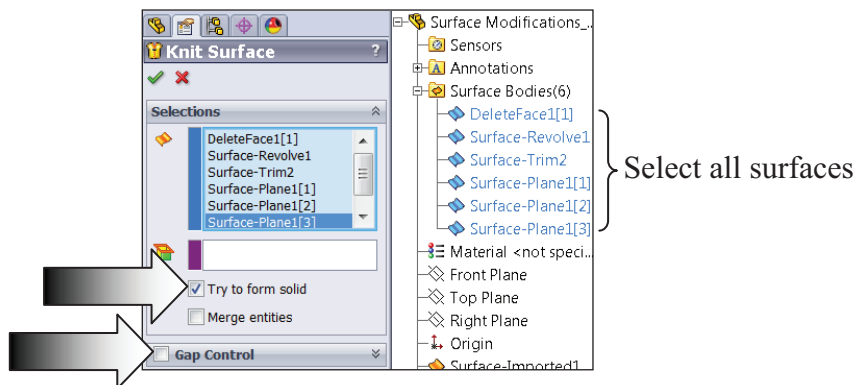 Knit Surface ?
Selections
DeleteFace1[1]
Surface-Revolve1
Surface-Trim2
Surface-Plane1[1]
Surface-Plane1[2]
Surface-Plane1[3]
Try to form solid
Merge entities
Gap Control
Surface Modifications_..
Sensors
A Annotations
Surface Bodies(6)
DeleteFace1[1]
Surface-Revolve1
Surface-Trim2
Surface-Plane1[1]
Surface-Plane1[2]
Surface-Plane1[3]
Material <not speci...
Front Plane
Top Plane
Right Plane
Origin
Surface-Imported1
Select all surfaces